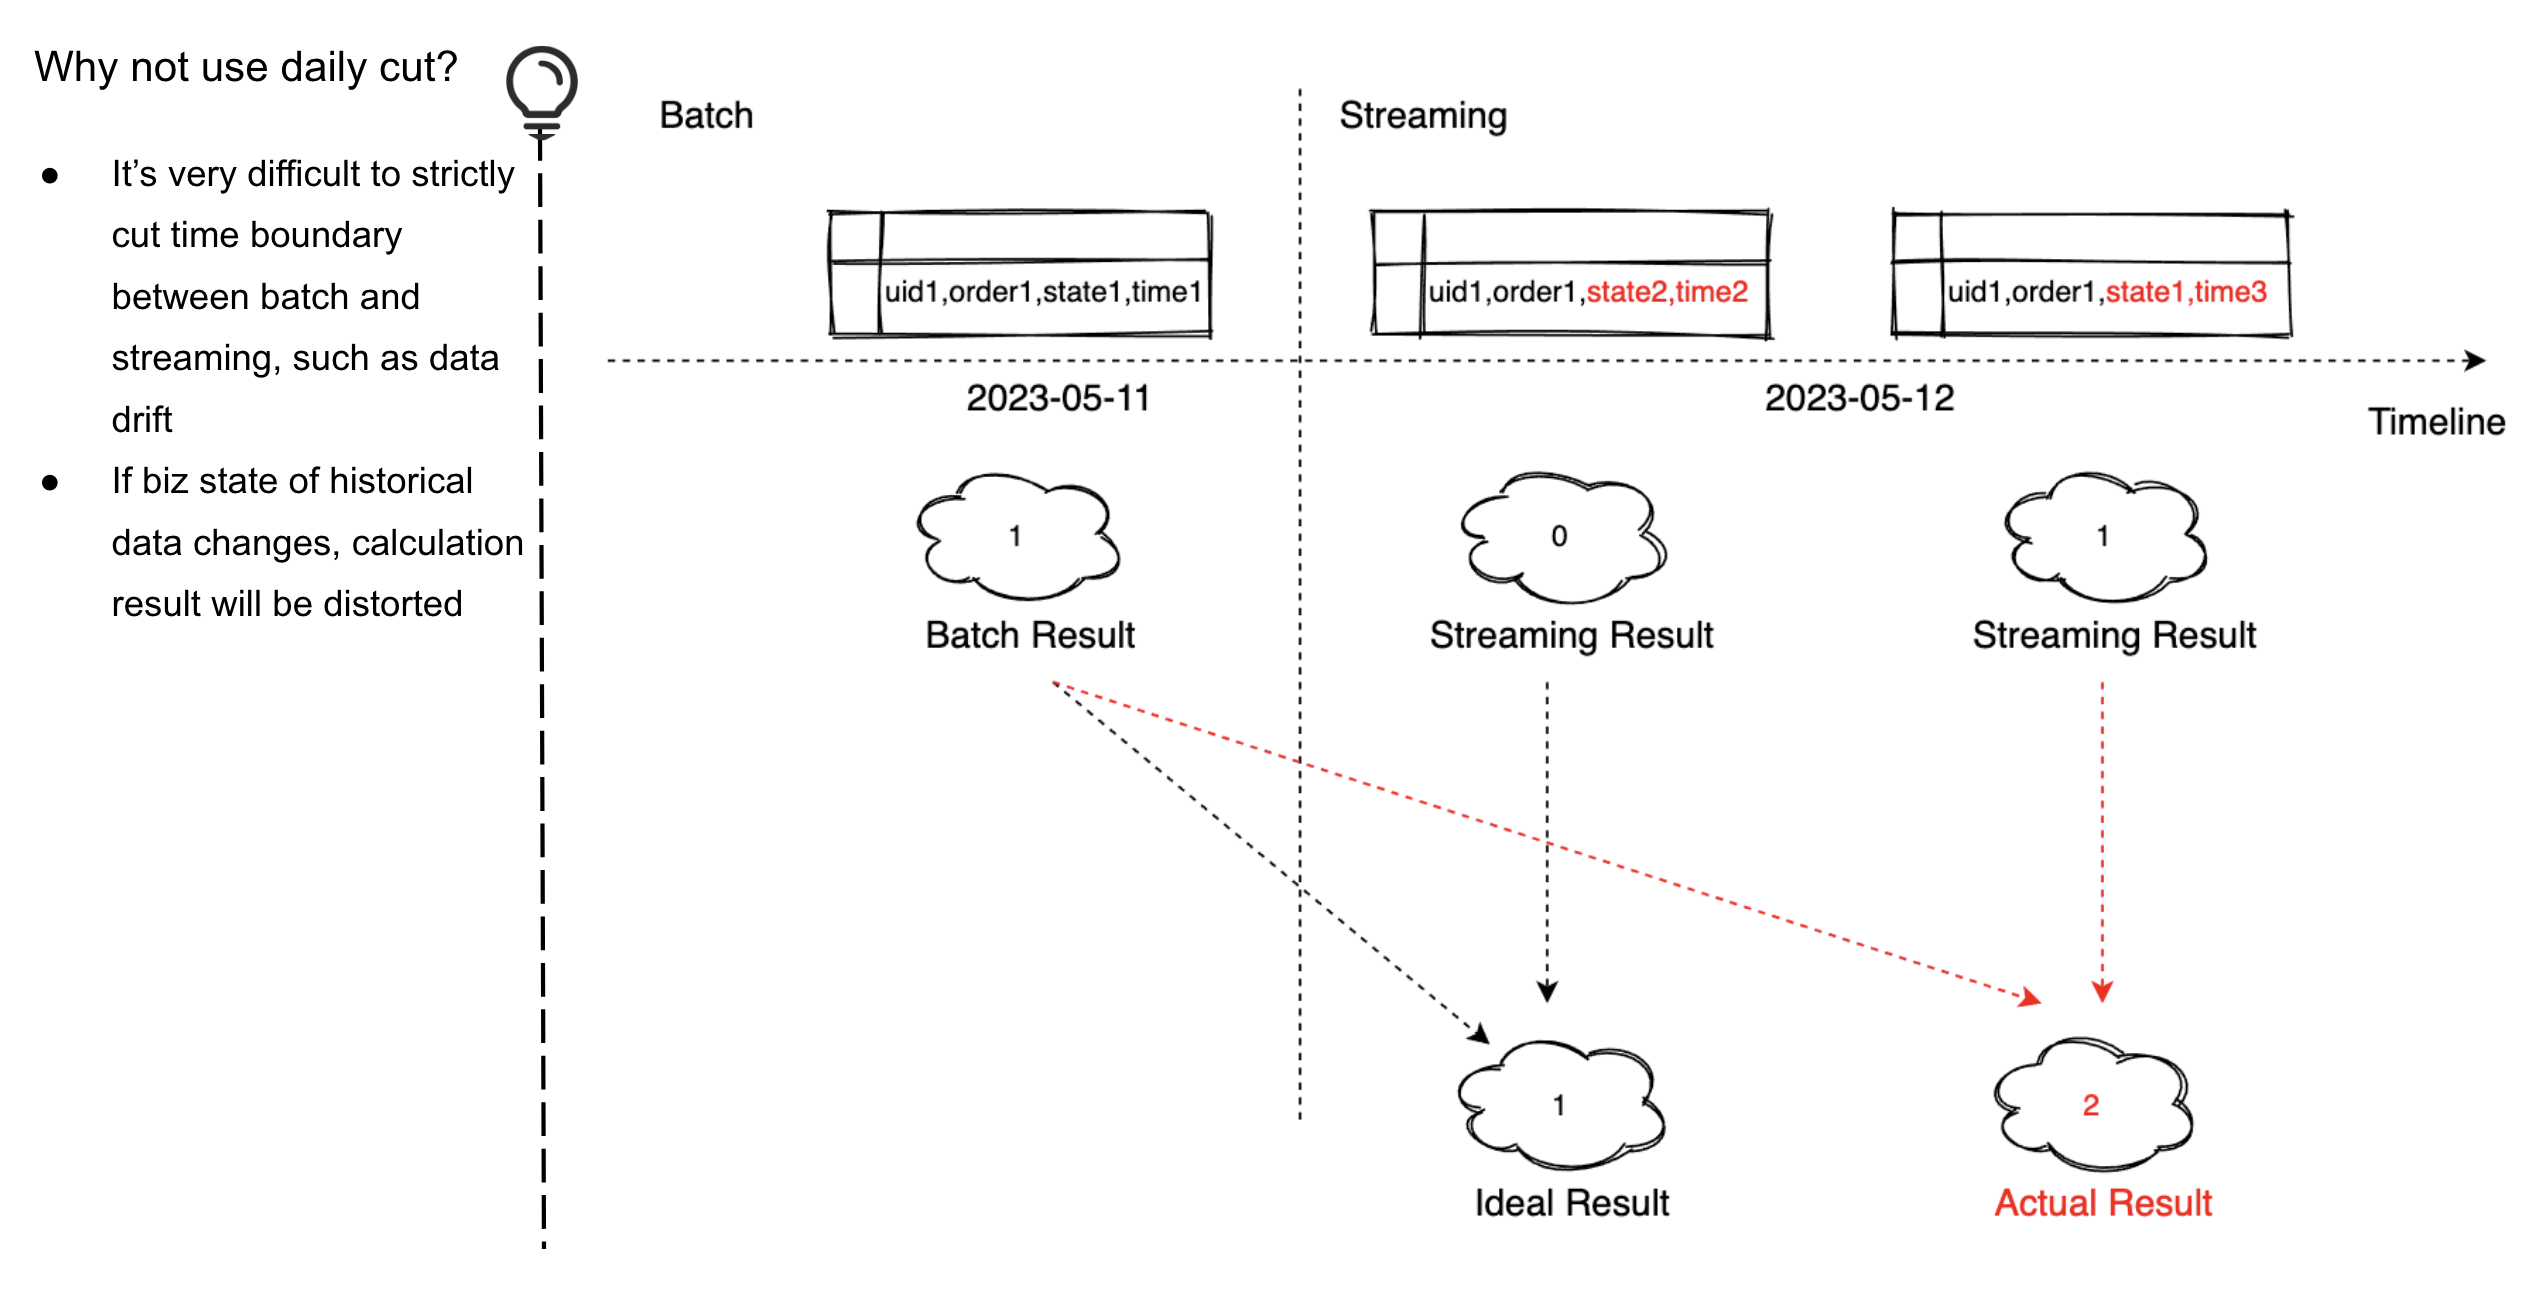 Why not use daily cut?
● It’s very difficult to strictly
cut time boundary
between batch and
streaming, such as data
drift
● If biz state of historical
data changes, calculation
result will be distorted
Batch
Streaming
uid1,order1,state1,time1
uid1,order1,state2,time2
uid1,order1,state1,time3
2023-05-11
2023-05-12
Timeline
1
0
1
Batch Result
Streaming Result
Streaming Result
1
2
Ideal Result
Actual Result